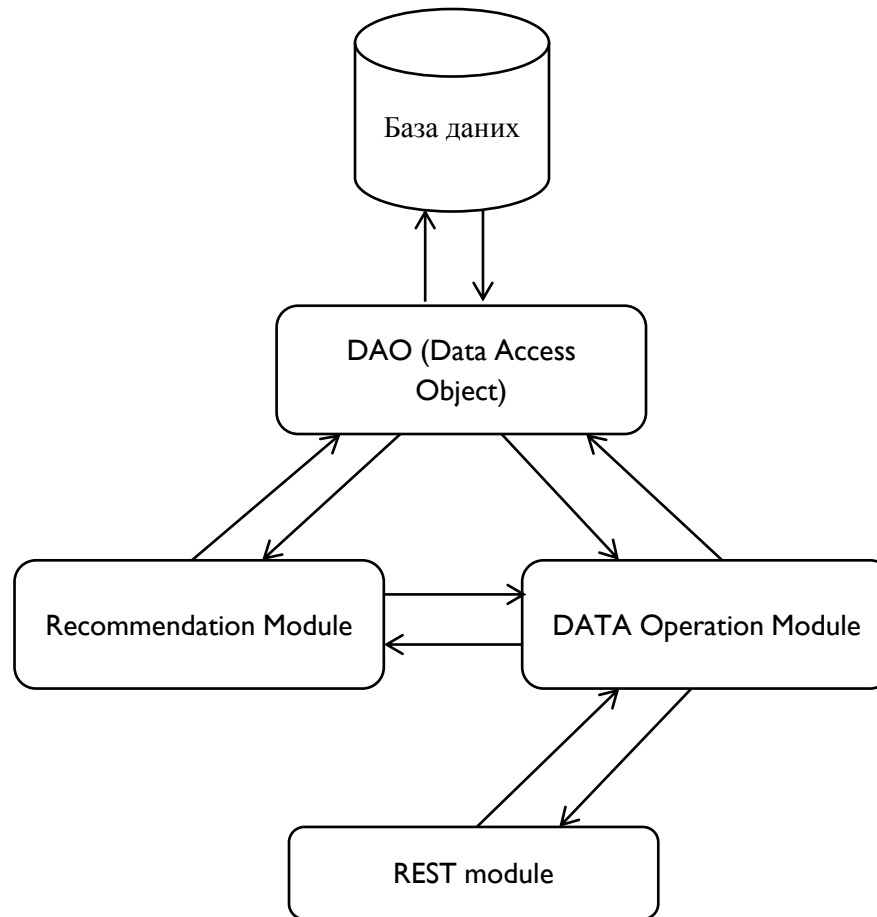 База даних
DAO (Data Access
Object)
Recommendation Module
DATA Operation Module
REST module